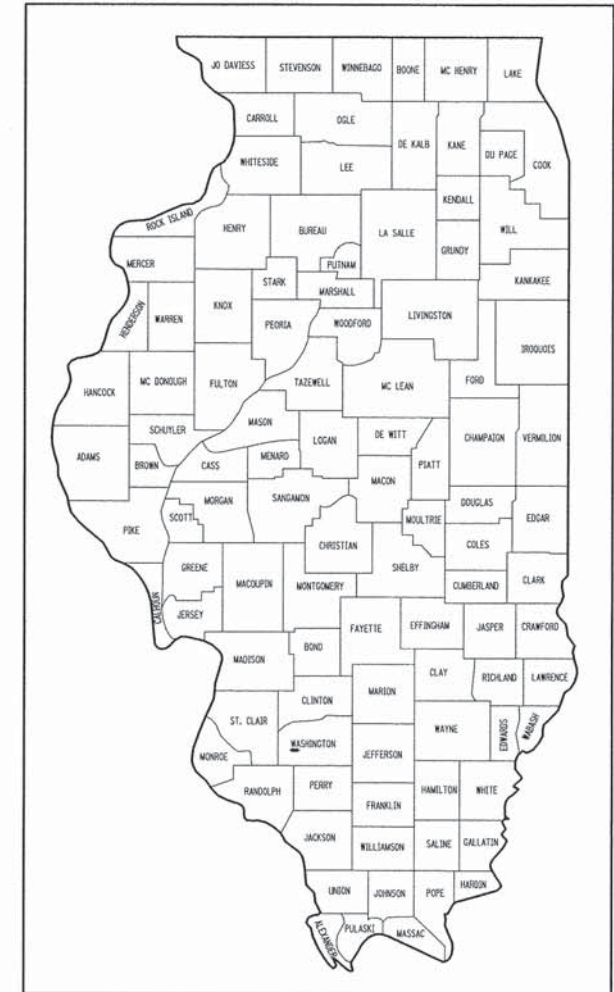 JO DAVIESS
STEVENSON
WINNEBAGO
BOONE
MC HENRY
LAKE
CARROLL
OGLE
DE KALB
KANE
DU PAGE
COOK
WHITESIDE
LEE
KENDALL
ROCK ISLAND
HENRY
BUREAU
LA SALLE
WILL
PUTNAM
GRUNDY
MERCER
STARK
MARSHALL
KANKAKEE
HENDERSON
WARREN
KNOX
PEORIA
WOODFORD
LIVINGSTON
IROQUOIS
HANCOCK
MC DONOUGH
FULTON
TAZEWELL
MC LEAN
FORD
SCHUYLER
MASON
LOGAN
DE WITT
CHAMPAIGN
VERMILION
ADAMS
BROWN
CASS
MENARD
PIATT
MACON
PIKE
SCOTT
MORGAN
SANGAMON
MOULTRIE
DOUGLAS
EDGAR
CHRISTIAN
COLES
GREENE
MACOUPIN
MONTGOMERY
SHELBY
CUMBERLAND
CLARK
CALHOUN
JERSEY
FAYETTE
EFFINGHAM
JASPER
CRAWFORD
MADISON
BOND
CLAY
RICHLAND
LAWRENCE
CLINTON
MARION
ST. CLAIR
WAYNE
EDWARDS
WABASH
WASHINGTON
JEFFERSON
MONROE
RANDOLPH
PERRY
HAMILTON
WHITE
FRANKLIN
JACKSON
WILLIAMSON
SALINE
GALLATIN
UNION
JOHNSON
POPE
HARDIN
ALEXANDER
PULASKI
MASSAC